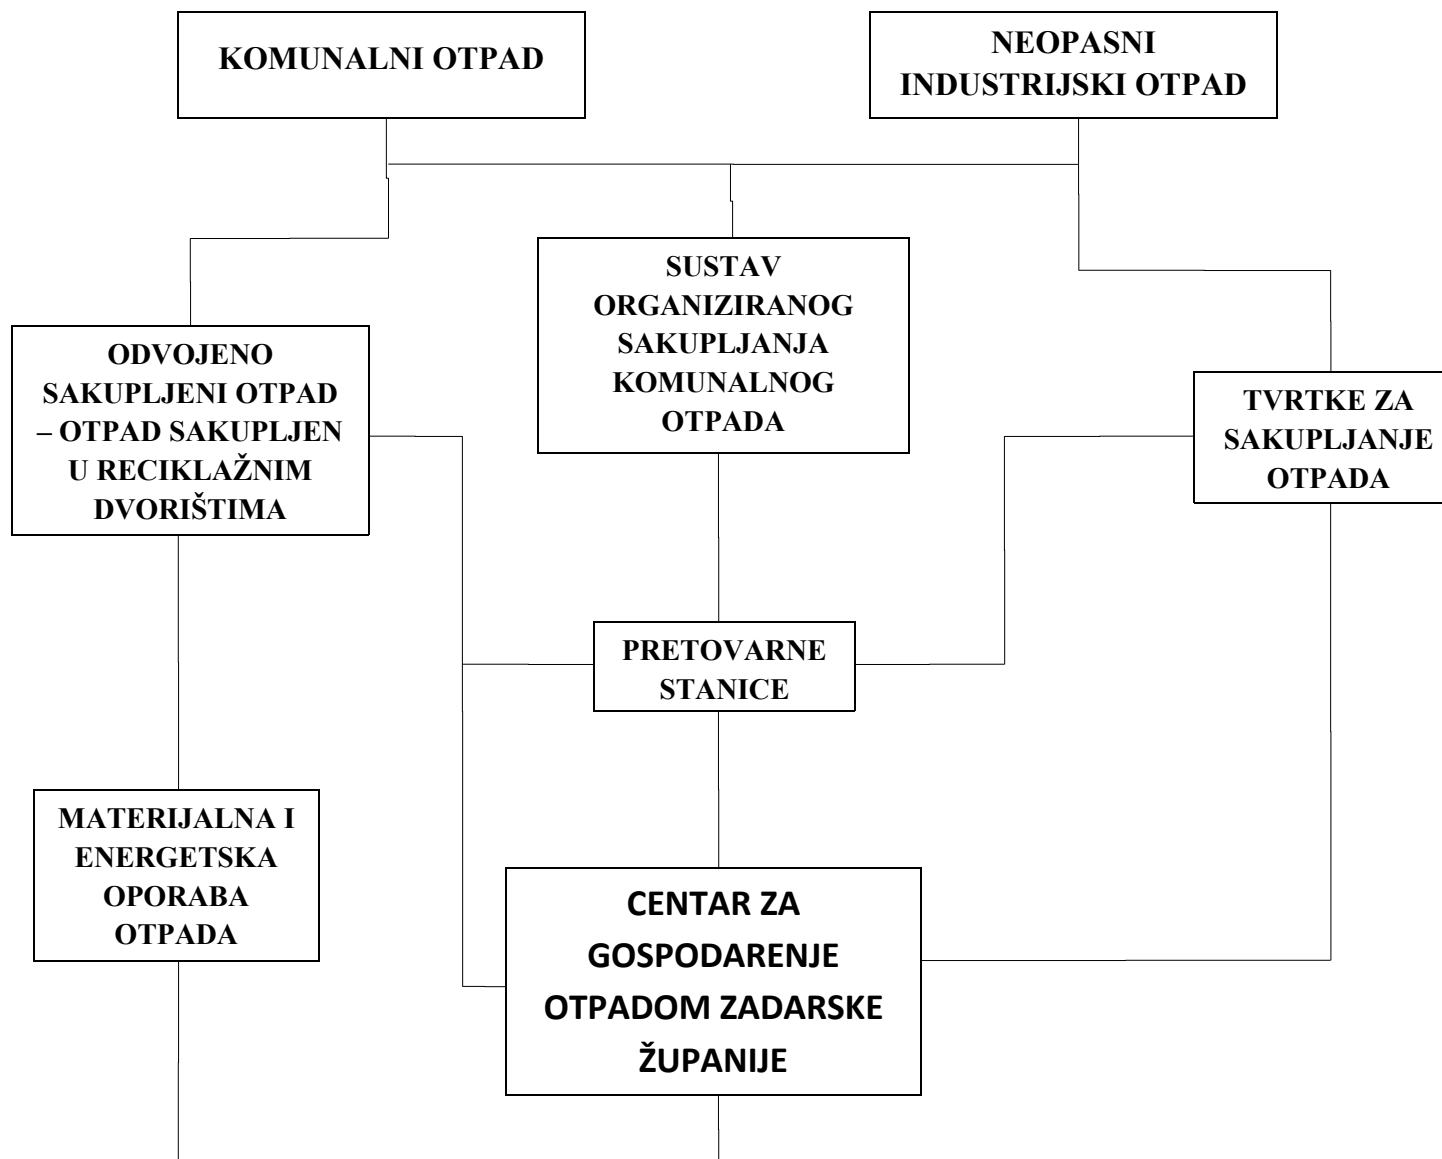 KOMUNALNI OTPAD
NEOPASNI
INDUSTRIJSKI OTPAD
SUSTAV
ORGANIZIRANOG
SAKUPLJANJA
KOMUNALNOG
OTPADA
ODVOJENO
SAKUPLJENI OTPAD
– OTPAD SAKUPLJEN
U RECIKLAŽNIM
DVORIŠTIMA
TVRTKE ZA
SAKUPLJANJE
OTPADA
PRETOVARNE
STANICE
MATERIJALNA I
ENERGETSKA
OPORABA
OTPADA
CENTAR ZA
GOSPODARENJE
OTPADOM ZADARSKE
ŽUPANIJE